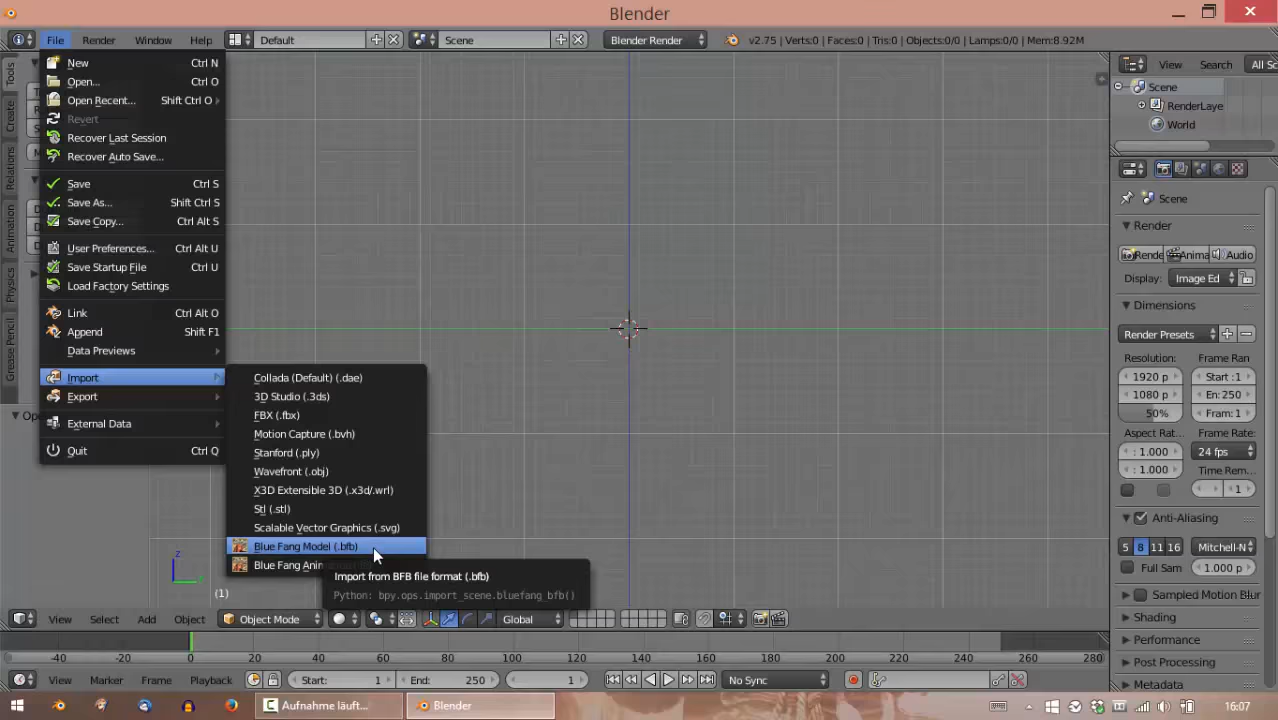 Blender
File Render Window Help Default Scene Blender Render v2.75 | Verts:0 | Faces:0 | Tris:0 | Objects:0/0 | Lamps:0/0 | Mem:8.92M
New Ctrl N
Open... Ctrl O
Open Recent... Shift Ctrl O
Revert
Recover Last Session
Recover Auto Save...
Save Ctrl S
Save As... Shift Ctrl S
Save Copy... Ctrl Alt S
User Preferences... Ctrl Alt U
Save Startup File Ctrl U
Load Factory Settings
Link Ctrl Alt O
Append Shift F1
Data Previews
Import
Export
External Data
Quit Ctrl Q
Tools
Create
Relations
Animation
Physics
Grease Pencil
Op
Collada (Default) (.dae)
3D Studio (.3ds)
FBX (.fbx)
Motion Capture (.bvh)
Stanford (.ply)
Wavefront (.obj)
X3D Extensible 3D (.x3d/.wrl)
Stl (.stl)
Scalable Vector Graphics (.svg)
Blue Fang Model (.bfb)
Blue Fang Anim
Import from BFB file format (.bfb)
Python: bpy.ops.import_scene.bluefang_bfb()
z
(1)
View Search All Sc
Scene
RenderLaye
World
Scene
Render
Rende Anima Audio
Display: Image Ed
Dimensions
Render Presets
Resolution: Frame Ran
1920 p Start :1
1080 p En: 250
50% Fram: 1
Aspect Rat Frame Rate:
: 1.000 24 fps
: 1.000 Time Rem
1
Anti-Aliasing
5 8 11 16 Mitchell-N
Full Sam : 1.000 p
Sampled Motion Blur
Shading
Performance
Post Processing
Metadata
View Select Add Object Object Mode Global
-40 -20 0 20 40 60 80 100 120 140 160 180 200 220 240 260 280
View Marker Frame Playback Start: 1 End: 250 1 No Sync
Aufnahme läuft... Blender 16:07